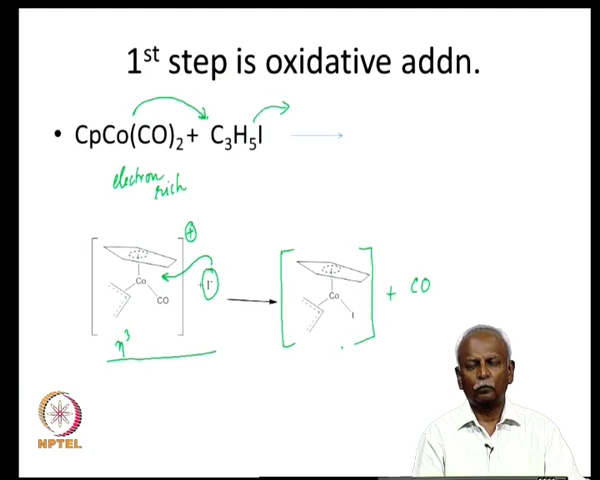 1st step is oxidative addn.
• CpCo(CO)2 + C3H5I
electron
rich
+
Co
CO
+ I-
η3
Co
I
+ CO
NPTEL